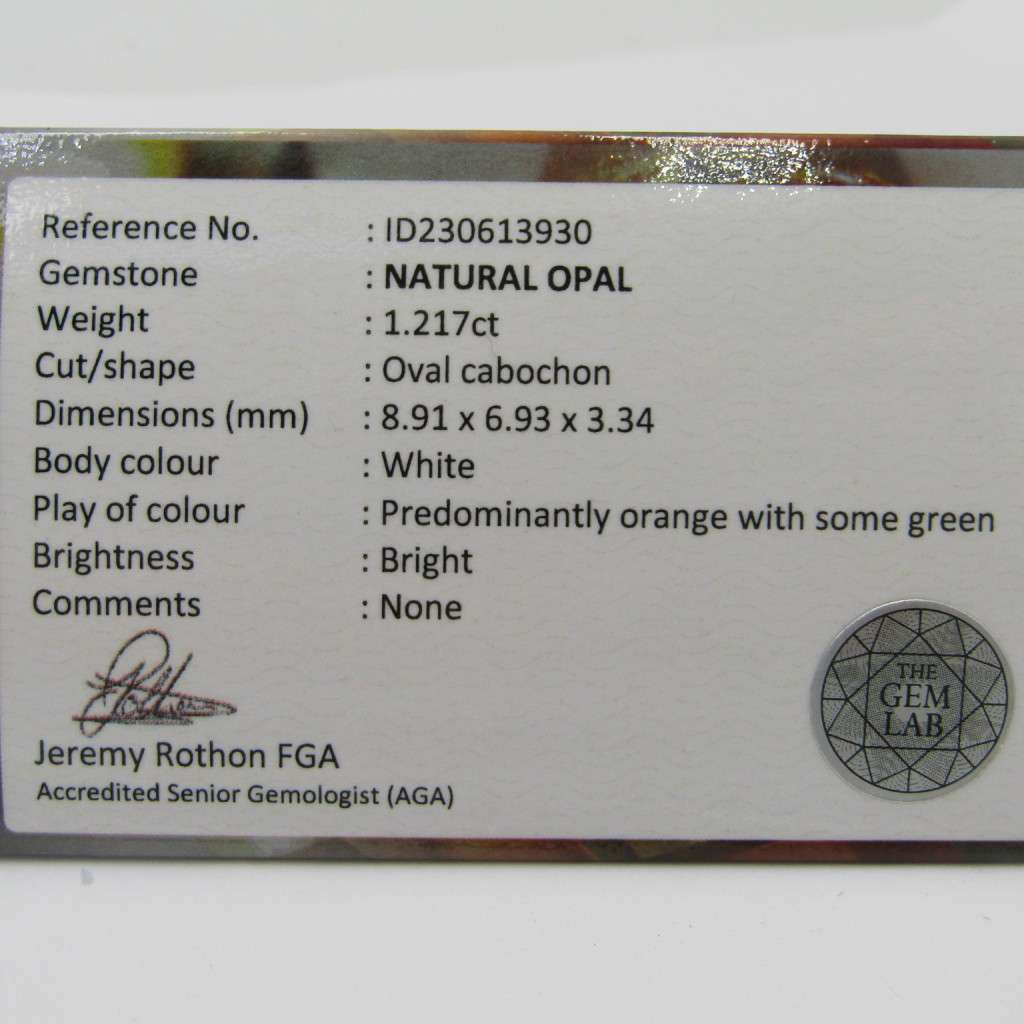 Reference No. : ID230613930
Gemstone : NATURAL OPAL
Weight : 1.217ct
Cut/shape : Oval cabochon
Dimensions (mm) : 8.91 x 6.93 x 3.34
Body colour : White
Play of colour : Predominantly orange with some green
Brightness : Bright
Comments : None
Jeremy Rothon FGA
Accredited Senior Gemologist (AGA)
THE
GEM
LAB